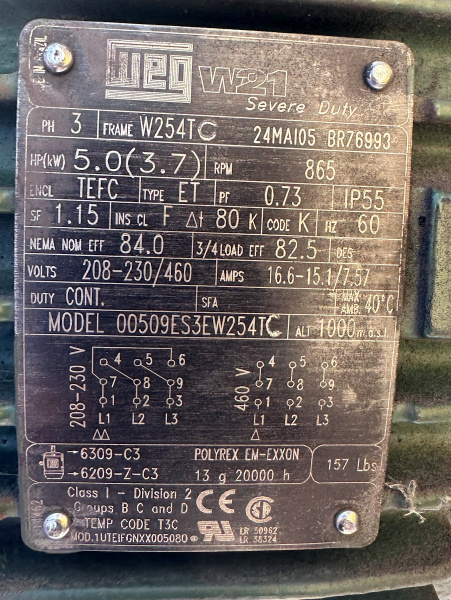 WEG W21
Severe Duty
PH 3 FRAME W254TC 24MAI05 BR76993
HP(kW) 5.0(3.7) RPM 865
ENCL TEFC TYPE ET PF 0.73 IP55
SF 1.15 INS CL F Δt 80 K CODE K HZ 60
NEMA NOM EFF 84.0 3/4 LOAD EFF 82.5 DES
VOLTS 208-230/460 AMPS 16.6-15.1/7.57
DUTY CONT. SFA MAX AMB. 40°C
MODEL 00509ES3EW254TC ALT 1000m.a.s.l.
208-230 V
4 5 6
7 8 9
1 2 3
L1 L2 L3
△△
460 V
4 5 6
7 8 9
1 2 3
L1 L2 L3
△
→6309-C3 POLYREX EM-EXXON
→6209-Z-C3 13 g 20000 h
157 Lbs
Class I - Division 2
Groups B C and D
TEMP CODE T3C
MOD.1UTEIFGNXX005080
CE
LR 50962
LR 38324